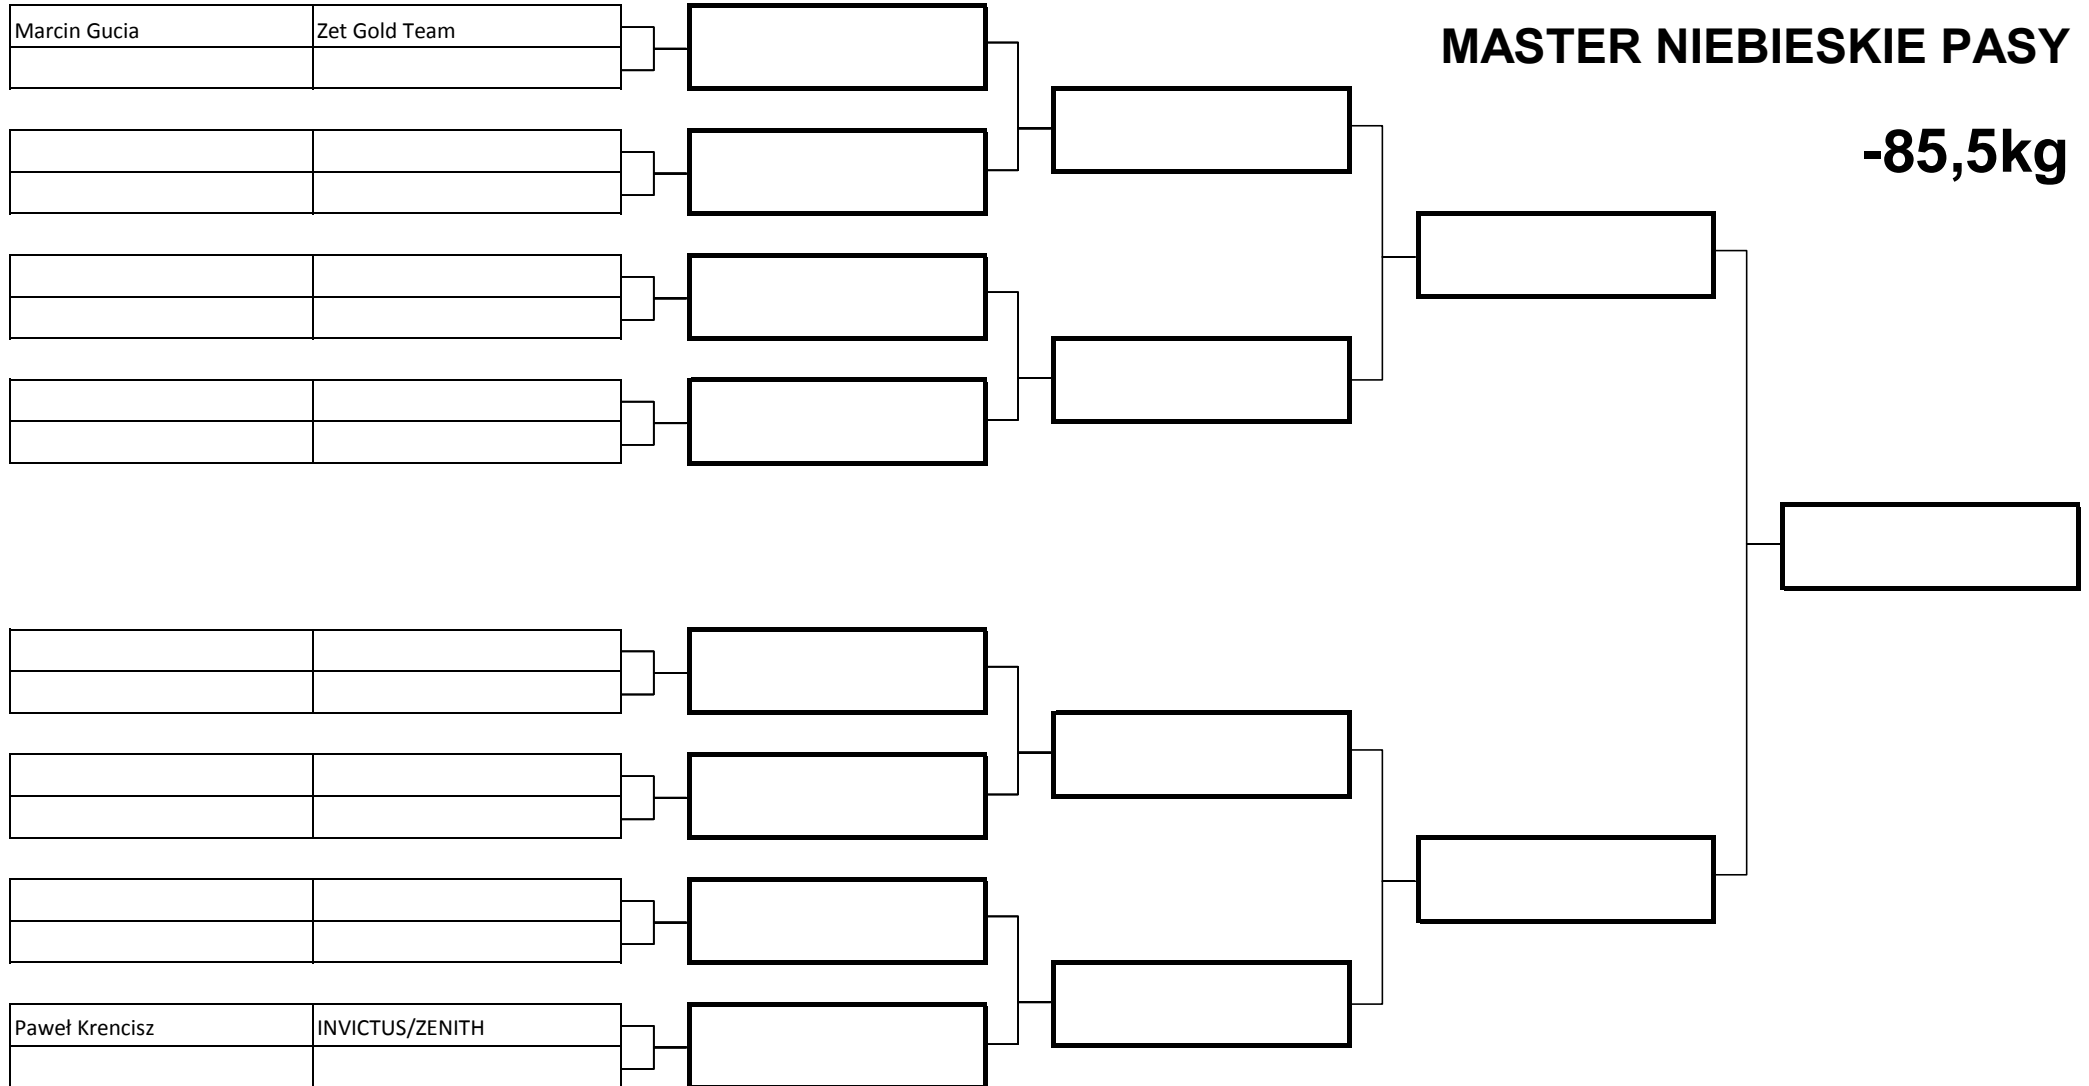 Marcin Gucia Zet Gold Team
MASTER NIEBIESKIE PASY
-85,5kg
Paweł Krencisz INVICTUS/ZENITH